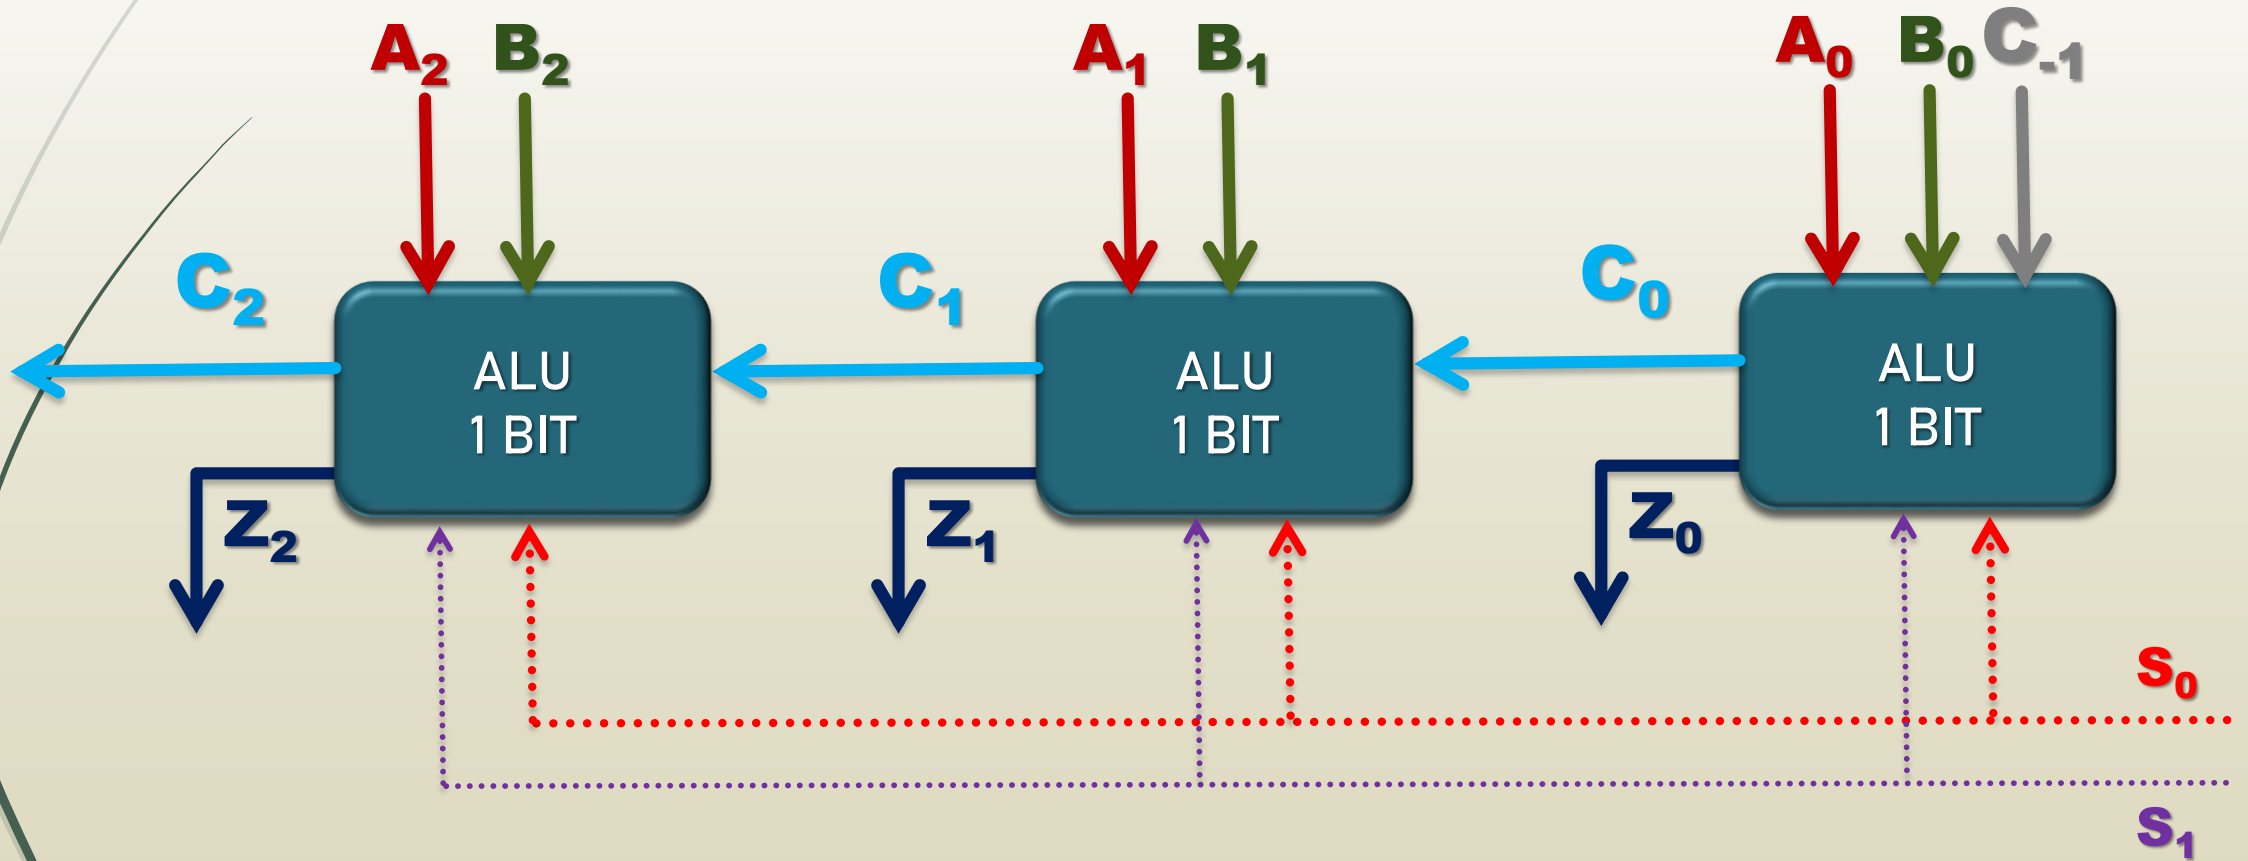 A2 B2 A1 B1 A0 B0 C-1
C2 C1 C0
ALU ALU ALU
1 BIT 1 BIT 1 BIT
Z2 Z1 Z0
S0
S1